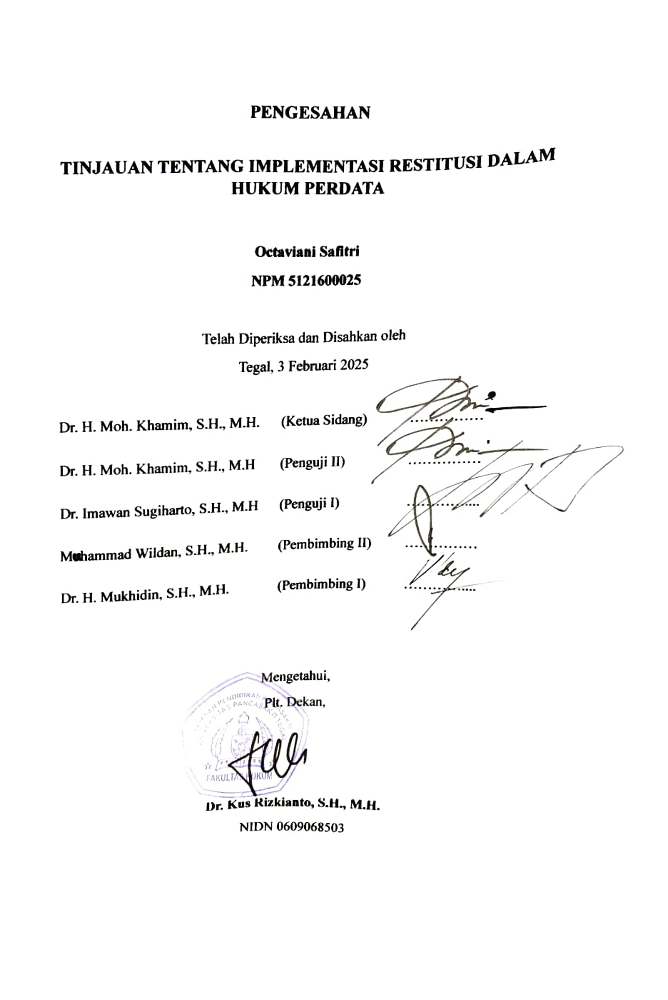 PENGESAHAN
TINJAUAN TENTANG IMPLEMENTASI RESTITUSI DALAM
HUKUM PERDATA
Octaviani Safitri
NPM 5121600025
Telah Diperiksa dan Disahkan oleh
Tegal, 3 Februari 2025
Dr. H. Moh. Khamim, S.H., M.H. (Ketua Sidang) ...............
Dr. H. Moh. Khamim, S.H., M.H (Penguji II) ...............
Dr. Imawan Sugiharto, S.H., M.H (Penguji I) ...............
Muhammad Wildan, S.H., M.H. (Pembimbing II) ...............
Dr. H. Mukhidin, S.H., M.H. (Pembimbing I) ...............
Mengetahui,
Plt. Dekan,
PENDIDIKAN
PANCASAKTI TEGAL
FAKULTAS HUKUM
Dr. Kus Rizkianto, S.H., M.H.
NIDN 0609068503